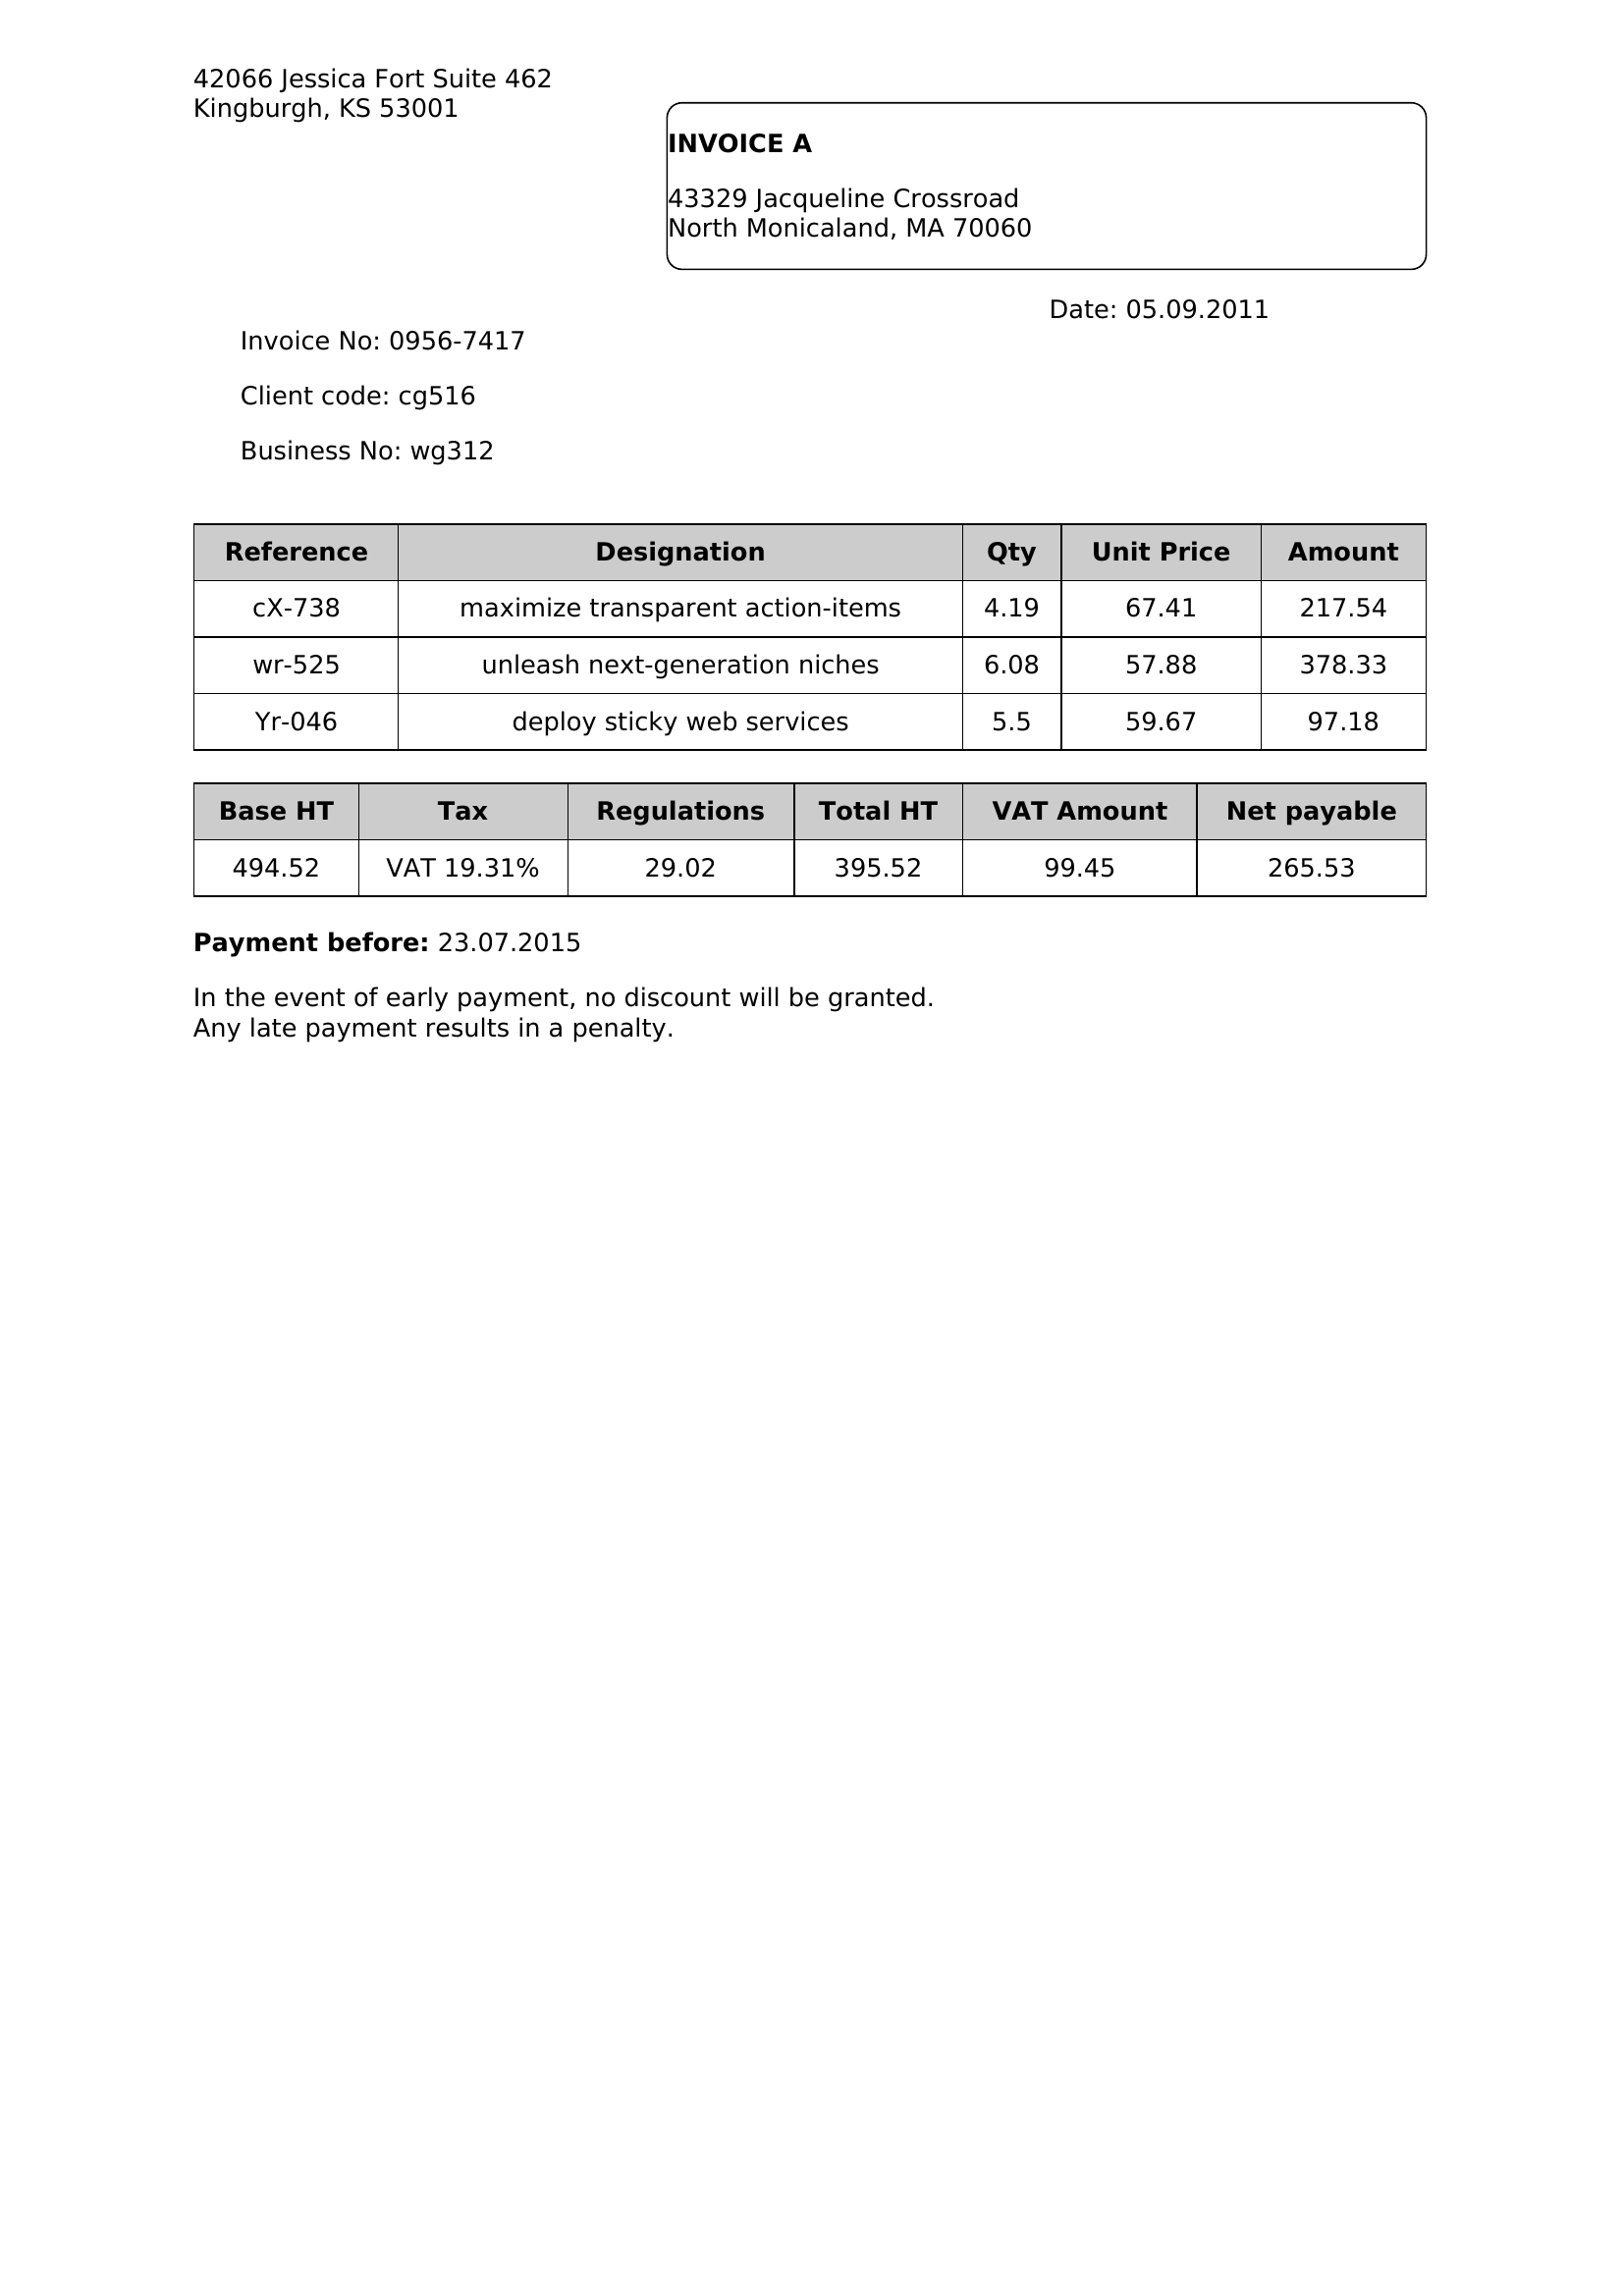 42066 Jessica Fort Suite 462
Kingburgh, KS 53001
INVOICE A
43329 Jacqueline Crossroad
North Monicaland, MA 70060
Date: 05.09.2011
Invoice No: 0956-7417
Client code: cg516
Business No: wg312
Reference Designation Qty Unit Price Amount
cX-738 maximize transparent action-items 4.19 67.41 217.54
wr-525 unleash next-generation niches 6.08 57.88 378.33
Yr-046 deploy sticky web services 5.5 59.67 97.18
Base HT Tax Regulations Total HT VAT Amount Net payable
494.52 VAT 19.31% 29.02 395.52 99.45 265.53
Payment before: 23.07.2015
In the event of early payment, no discount will be granted.
Any late payment results in a penalty.